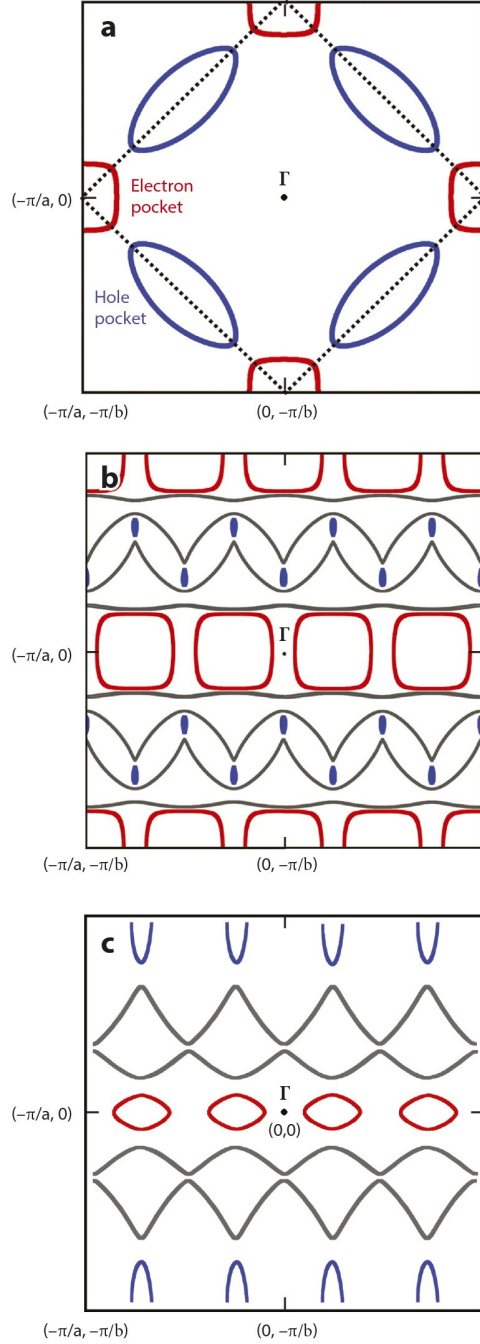 a
Γ
(−π/a, 0)
Electron
pocket
Hole
pocket
(−π/a, −π/b)
(0, −π/b)
b
Γ
(−π/a, 0)
(−π/a, −π/b)
(0, −π/b)
c
Γ
(−π/a, 0)
(0,0)
(−π/a, −π/b)
(0, −π/b)